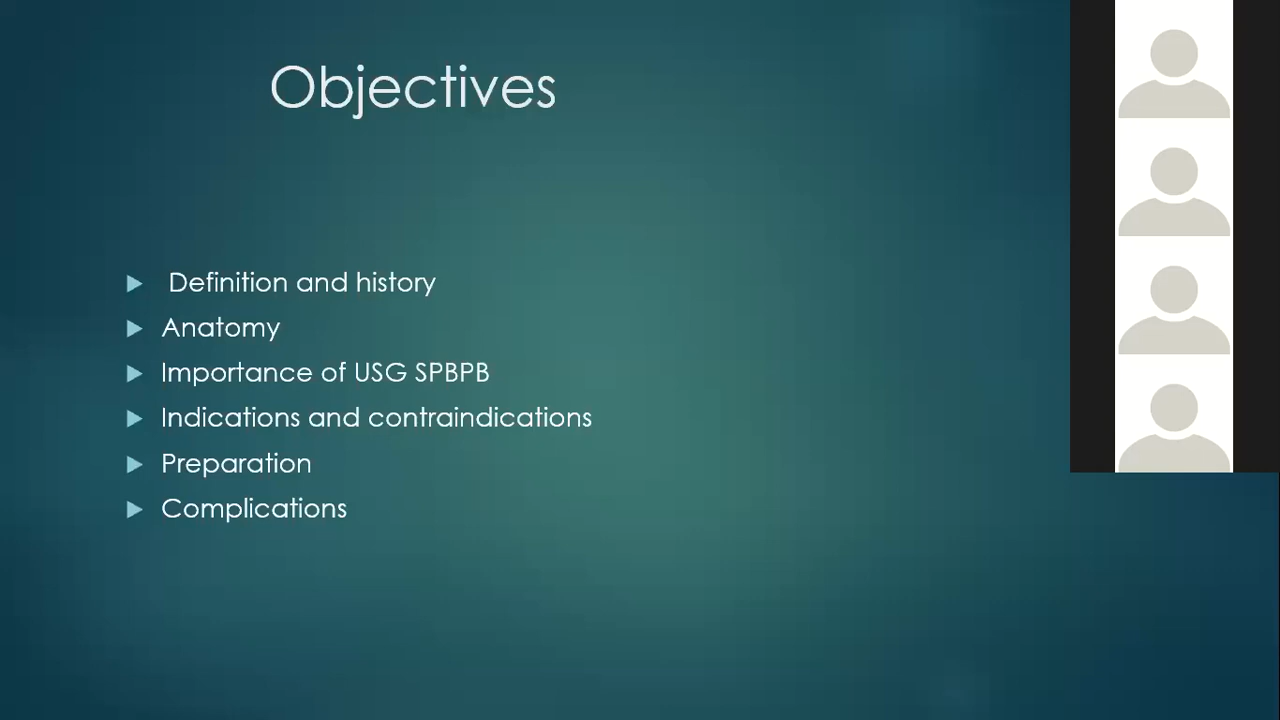 Objectives
Definition and history
Anatomy
Importance of USG SPBPB
Indications and contraindications
Preparation
Complications